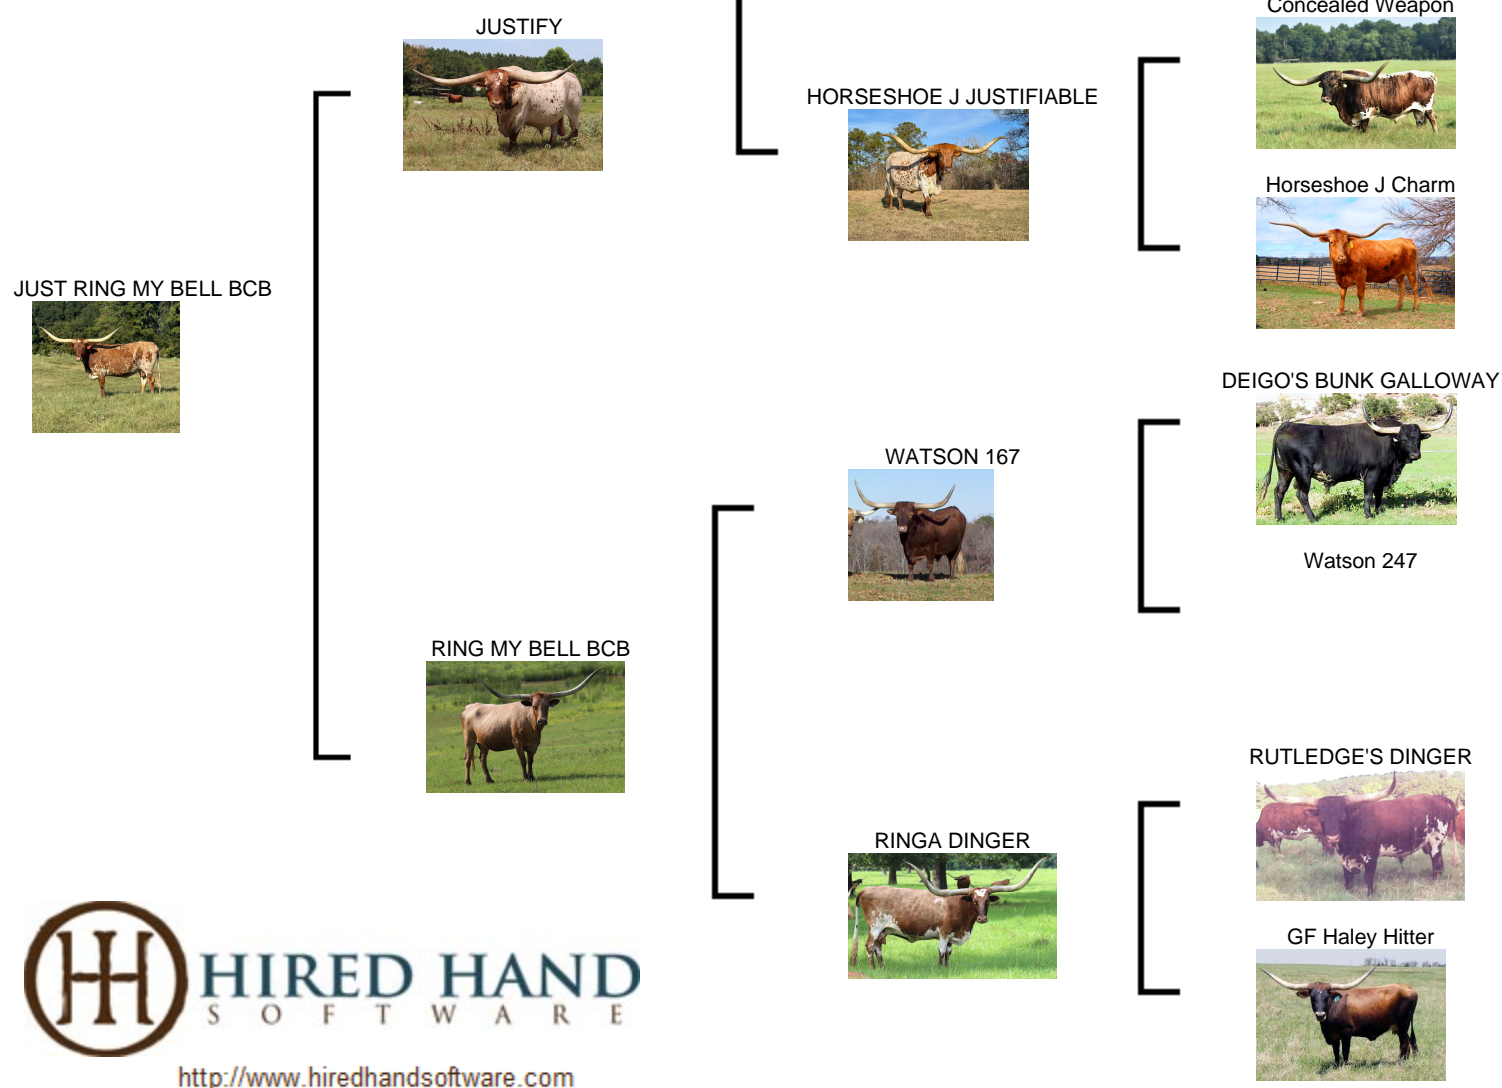 Concealed Weapon
JUSTIFY
HORSESHOE J JUSTIFIABLE
Horseshoe J Charm
JUST RING MY BELL BCB
DEIGO'S BUNK GALLOWAY
WATSON 167
Watson 247
RING MY BELL BCB
RUTLEDGE'S DINGER
RINGA DINGER
GF Haley Hitter
HIRED HAND
SOFTWARE
http://www.hiredhandsoftware.com